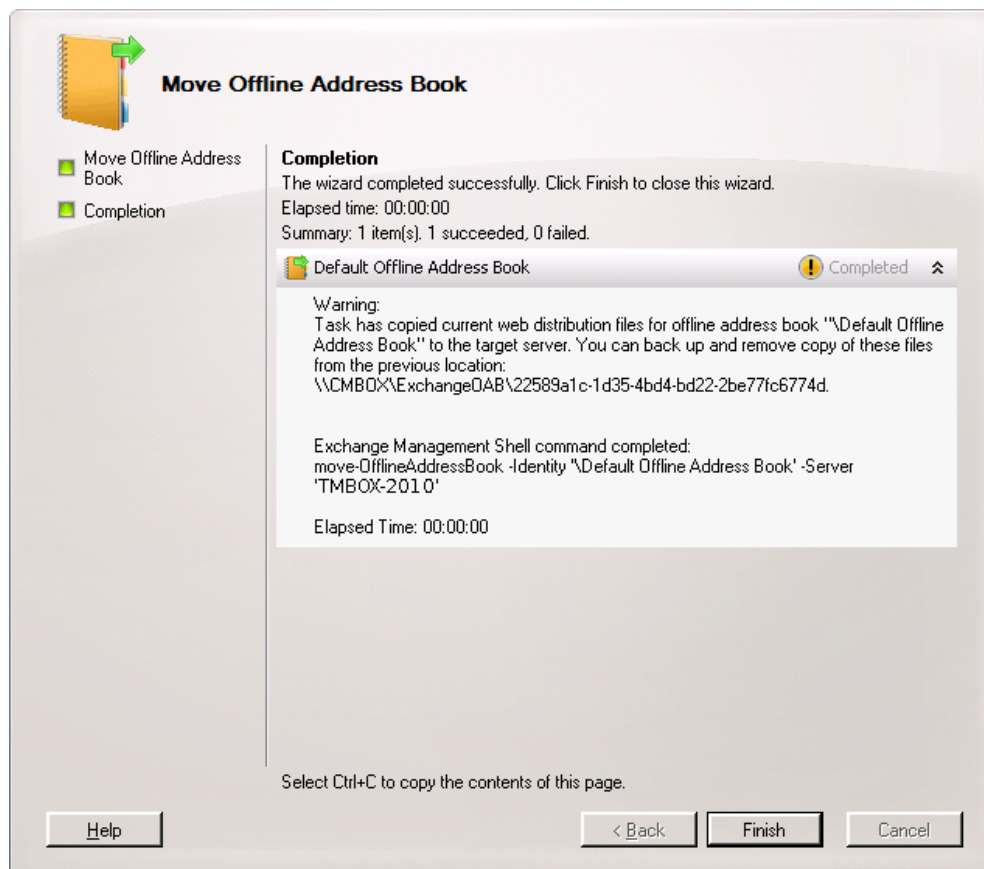 Move Offline Address Book
Move Offline Address
Book
Completion
Completion
The wizard completed successfully. Click Finish to close this wizard.
Elapsed time: 00:00:00
Summary: 1 item(s). 1 succeeded, 0 failed.
Default Offline Address Book
Completed
Warning:
Task has copied current web distribution files for offline address book "\Default Offline
Address Book" to the target server. You can back up and remove copy of these files
from the previous location:
\\CMBOX\ExchangeOAB\22589a1c-1d35-4bd4-bd22-2be77fc6774d.
Exchange Management Shell command completed:
move-OfflineAddressBook -Identity '\Default Offline Address Book' -Server
'TMBOX-2010'
Elapsed Time: 00:00:00
Select Ctrl+C to copy the contents of this page.
Help
< Back
Finish
Cancel